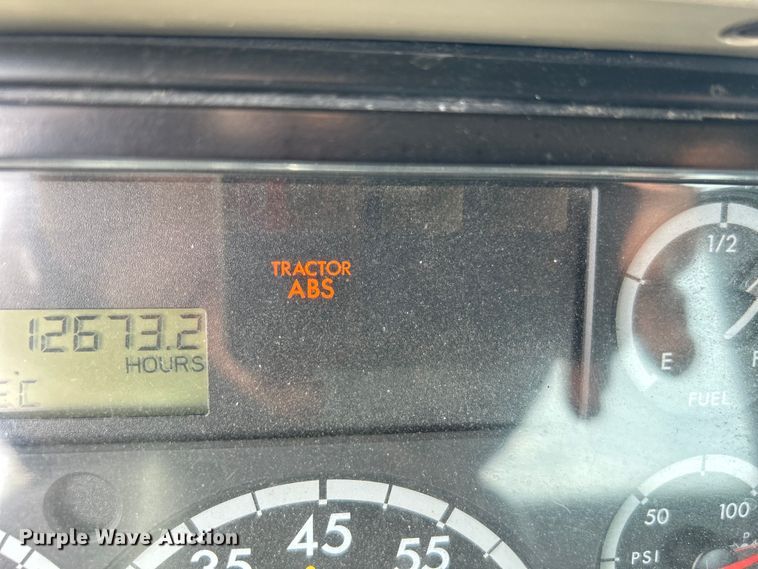 TRACTOR
ABS
12673.2
HOURS
1/2
E
F
FUEL
35
45
55
50
100
PSI
Purple Wave Auction